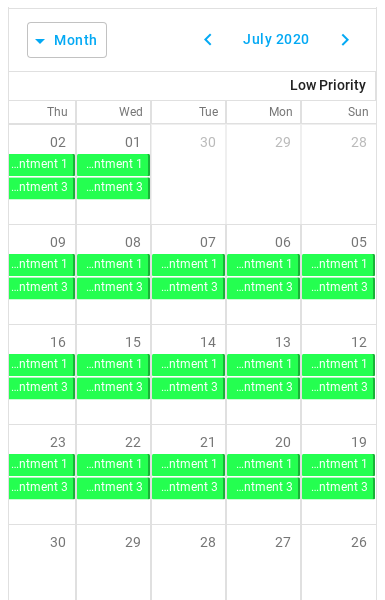 Month
July 2020
Low Priority
Thu Wed Tue Mon Sun
02 01 30 29 28
...ntment 1 ...ntment 1
...ntment 3 ...ntment 3
09 08 07 06 05
...ntment 1 ...ntment 1 ...ntment 1 ...ntment 1 ...ntment 1
...ntment 3 ...ntment 3 ...ntment 3 ...ntment 3 ...ntment 3
16 15 14 13 12
...ntment 1 ...ntment 1 ...ntment 1 ...ntment 1 ...ntment 1
...ntment 3 ...ntment 3 ...ntment 3 ...ntment 3 ...ntment 3
23 22 21 20 19
...ntment 1 ...ntment 1 ...ntment 1 ...ntment 1 ...ntment 1
...ntment 3 ...ntment 3 ...ntment 3 ...ntment 3 ...ntment 3
30 29 28 27 26